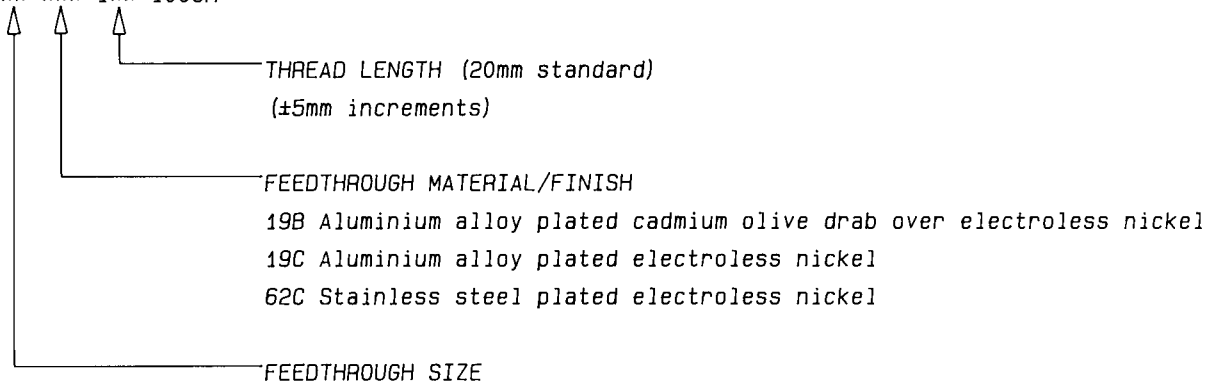 THREAD LENGTH (20mm standard)
(±5mm increments)
FEEDTHROUGH MATERIAL/FINISH
19B Aluminium alloy plated cadmium olive drab over electroless nickel
19C Aluminium alloy plated electroless nickel
62C Stainless steel plated electroless nickel
FEEDTHROUGH SIZE